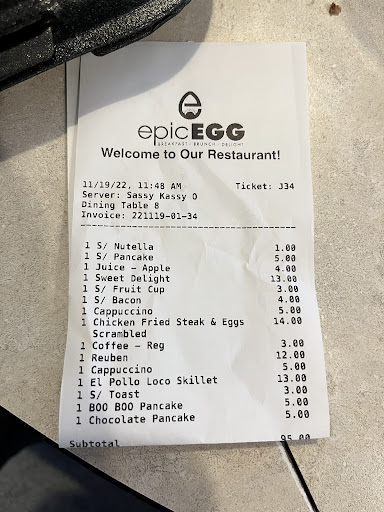 e
epicEGG
BREAKFAST · BRUNCH · DELIGHT
Welcome to Our Restaurant!
11/19/22, 11:48 AM Ticket: J34
Server: Sassy Kassy O
Dining Table 8
Invoice: 221119-01-34
1 S/ Nutella 1.00
1 S/ Pancake 5.00
1 Juice - Apple 4.00
1 Sweet Delight 13.00
1 S/ Fruit Cup 3.00
1 S/ Bacon 4.00
1 Cappuccino 5.00
1 Chicken Fried Steak & Eggs 14.00
Scrambled
1 Coffee - Reg 3.00
1 Reuben 12.00
1 Cappuccino 5.00
1 El Pollo Loco Skillet 13.00
1 S/ Toast 3.00
1 BOO BOO Pancake 5.00
1 Chocolate Pancake 5.00
Subtotal 95.00